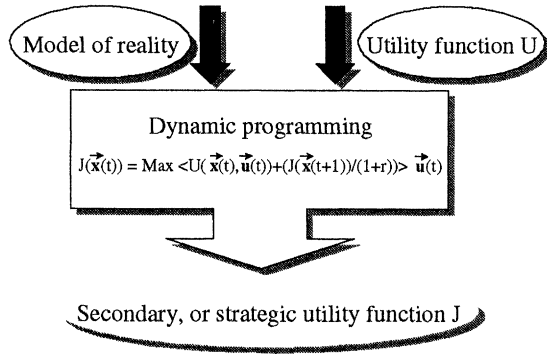 Model of reality
Utility function U
Dynamic programming
J(x⃗(t)) = Max <U( x⃗(t),u⃗(t))+(J(x⃗(t+1))/(1+r))> u⃗(t)
Secondary, or strategic utility function J